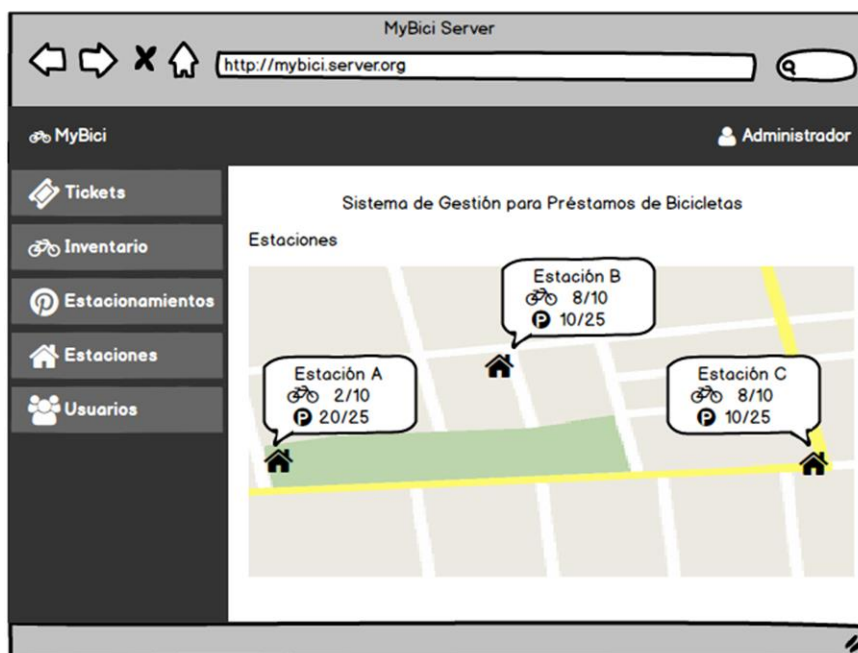 MyBici Server
http://mybici.server.org
MyBici
Administrador
Tickets
Inventario
Estacionamientos
Estaciones
Usuarios
Sistema de Gestión para Préstamos de Bicicletas
Estaciones
Estación B
8/10
P 10/25
Estación A
2/10
P 20/25
Estación C
8/10
P 10/25